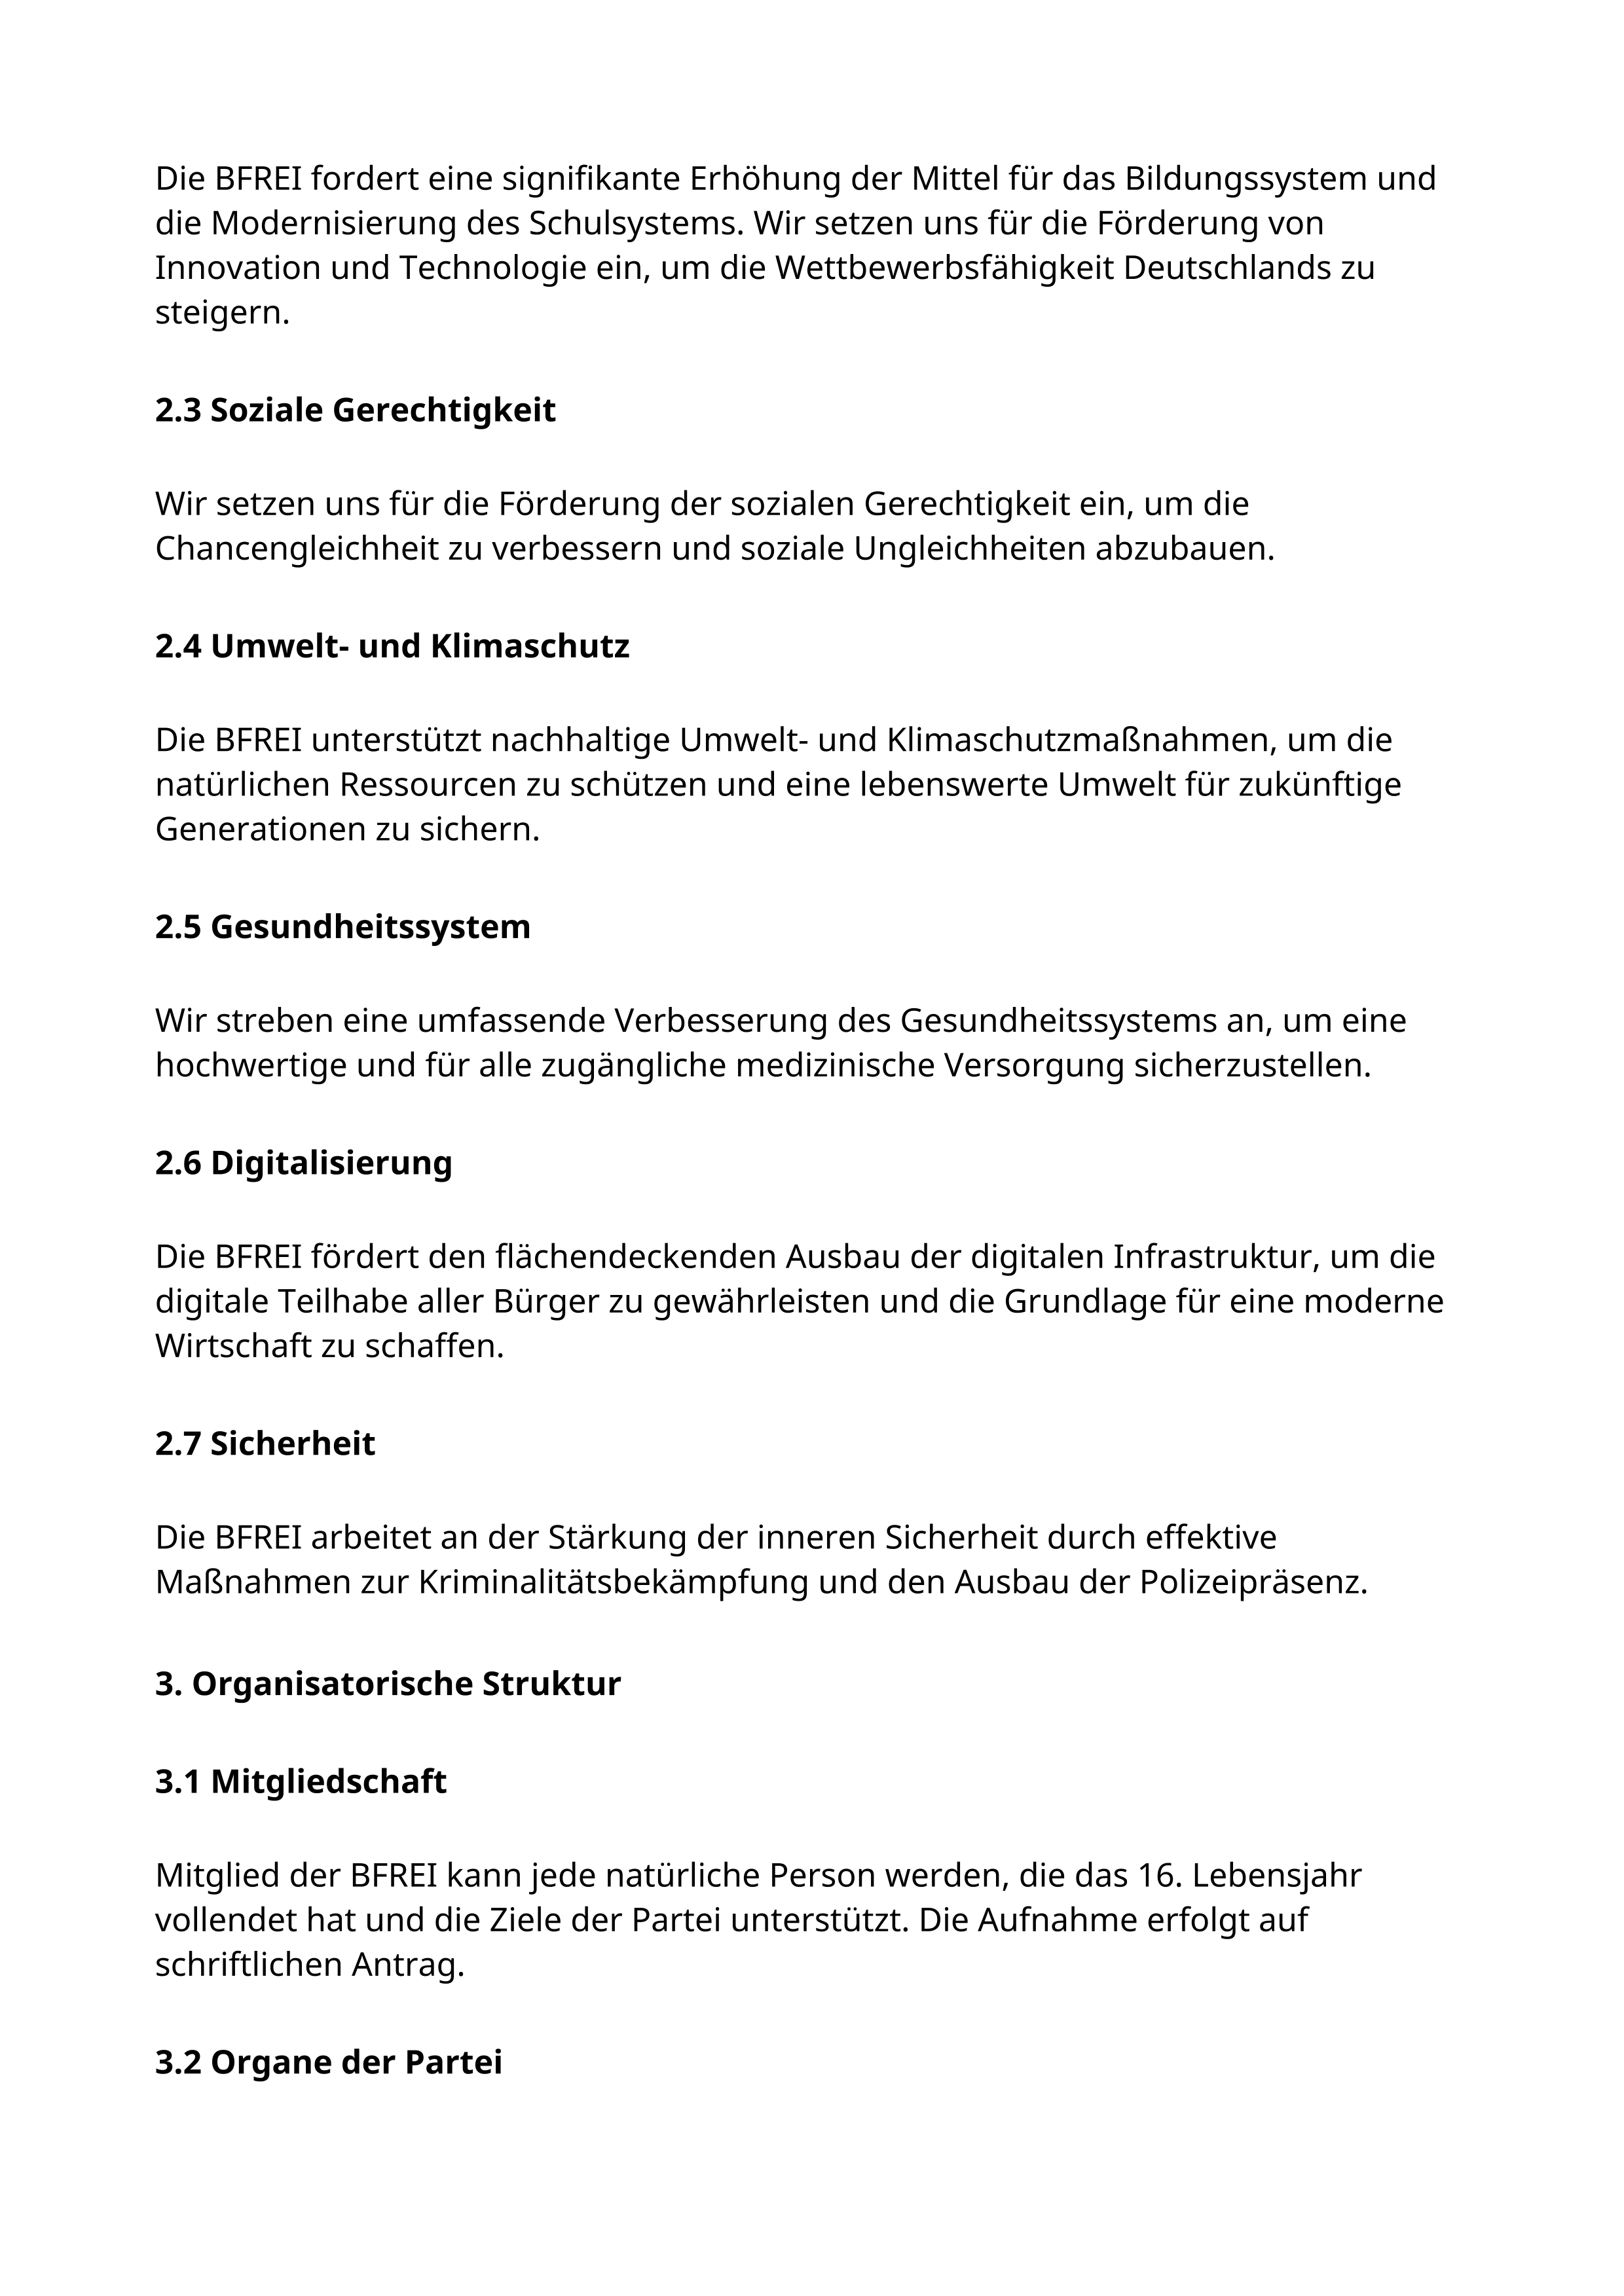 Die BFREI fordert eine signifikante Erhöhung der Mittel für das Bildungssystem und
die Modernisierung des Schulsystems. Wir setzen uns für die Förderung von
Innovation und Technologie ein, um die Wettbewerbsfähigkeit Deutschlands zu
steigern.
2.3 Soziale Gerechtigkeit
Wir setzen uns für die Förderung der sozialen Gerechtigkeit ein, um die
Chancengleichheit zu verbessern und soziale Ungleichheiten abzubauen.
2.4 Umwelt- und Klimaschutz
Die BFREI unterstützt nachhaltige Umwelt- und Klimaschutzmaßnahmen, um die
natürlichen Ressourcen zu schützen und eine lebenswerte Umwelt für zukünftige
Generationen zu sichern.
2.5 Gesundheitssystem
Wir streben eine umfassende Verbesserung des Gesundheitssystems an, um eine
hochwertige und für alle zugängliche medizinische Versorgung sicherzustellen.
2.6 Digitalisierung
Die BFREI fördert den flächendeckenden Ausbau der digitalen Infrastruktur, um die
digitale Teilhabe aller Bürger zu gewährleisten und die Grundlage für eine moderne
Wirtschaft zu schaffen.
2.7 Sicherheit
Die BFREI arbeitet an der Stärkung der inneren Sicherheit durch effektive
Maßnahmen zur Kriminalitätsbekämpfung und den Ausbau der Polizeipräsenz.
3. Organisatorische Struktur
3.1 Mitgliedschaft
Mitglied der BFREI kann jede natürliche Person werden, die das 16. Lebensjahr
vollendet hat und die Ziele der Partei unterstützt. Die Aufnahme erfolgt auf
schriftlichen Antrag.
3.2 Organe der Partei